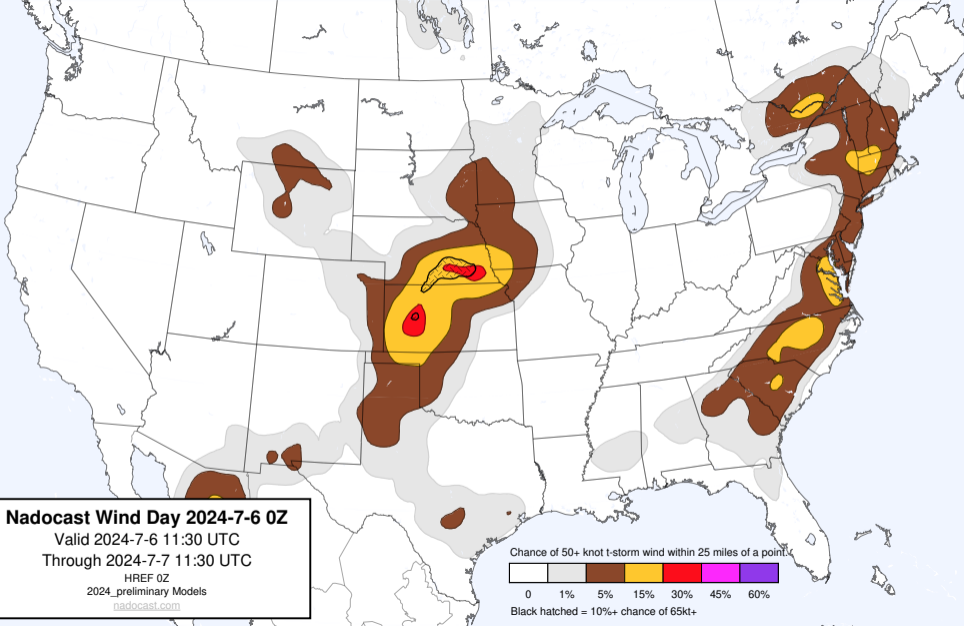 Nadocast Wind Day 2024-7-6 0Z
Valid 2024-7-6 11:30 UTC
Through 2024-7-7 11:30 UTC
HREF 0Z
2024_preliminary Models
nadocast.com
Chance of 50+ knot t-storm wind within 25 miles of a point.
0 1% 5% 15% 30% 45% 60%
Black hatched = 10%+ chance of 65kt+